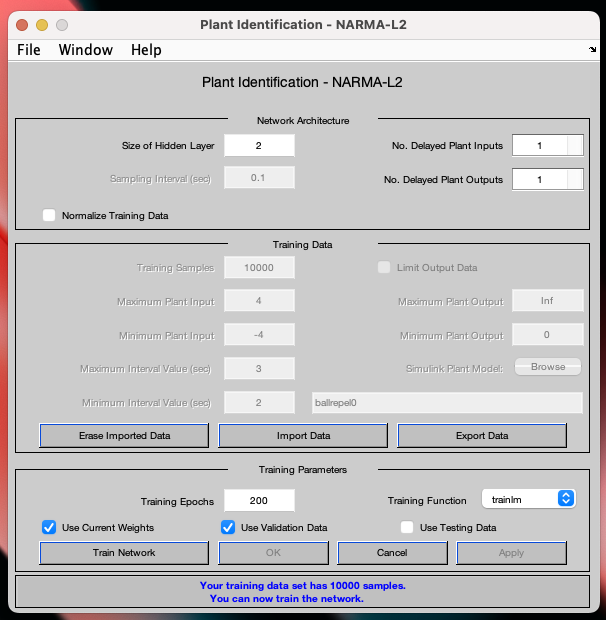 Plant Identification - NARMA-L2
File Window Help
Plant Identification - NARMA-L2
Network Architecture
Size of Hidden Layer 2 No. Delayed Plant Inputs 1
Sampling Interval (sec) 0.1 No. Delayed Plant Outputs 1
Normalize Training Data
Training Data
Training Samples 10000 Limit Output Data
Maximum Plant Input 4 Maximum Plant Output Inf
Minimum Plant Input -4 Minimum Plant Output 0
Maximum Interval Value (sec) 3 Simulink Plant Model: Browse
Minimum Interval Value (sec) 2 ballrepel0
Erase Imported Data Import Data Export Data
Training Parameters
Training Epochs 200 Training Function trainlm
Use Current Weights Use Validation Data Use Testing Data
Train Network OK Cancel Apply
Your training data set has 10000 samples.
You can now train the network.